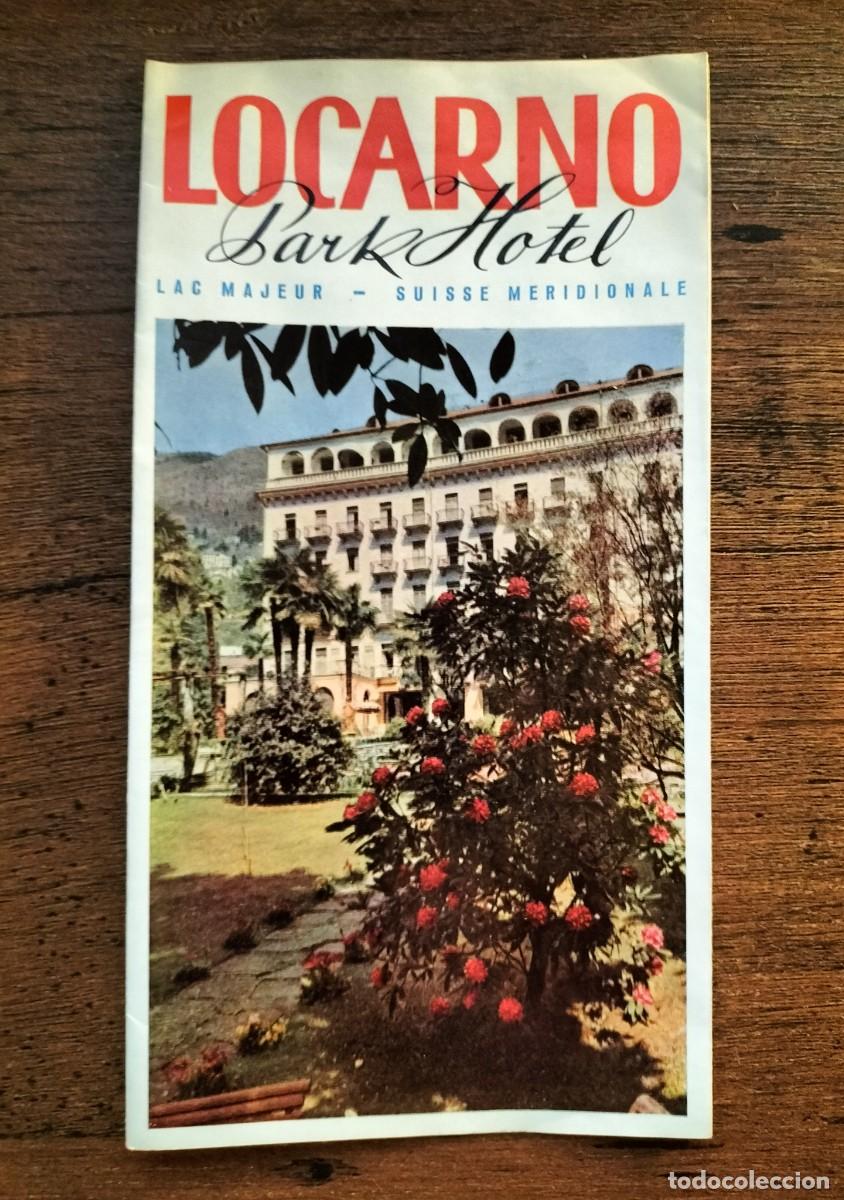 LOCARNO
Park Hotel
LAC MAJEUR - SUISSE MERIDIONALE
todocoleccion